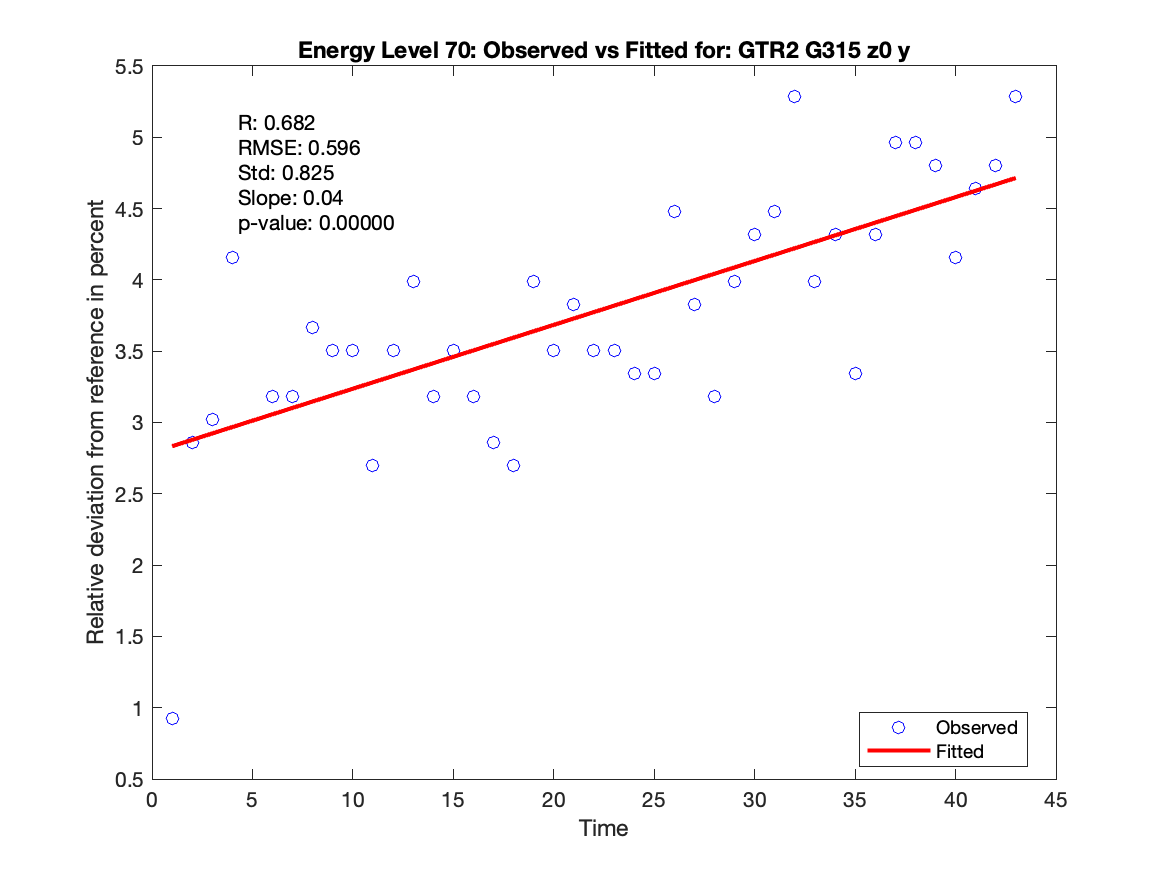 Energy Level 70: Observed vs Fitted for: GTR2 G315 z0 y
5.5
5
4.5
4
3.5
3
2.5
2
1.5
1
0.5
Relative deviation from reference in percent
R: 0.682
RMSE: 0.596
Std: 0.825
Slope: 0.04
p-value: 0.00000
Observed
Fitted
0 5 10 15 20 25 30 35 40 45
Time